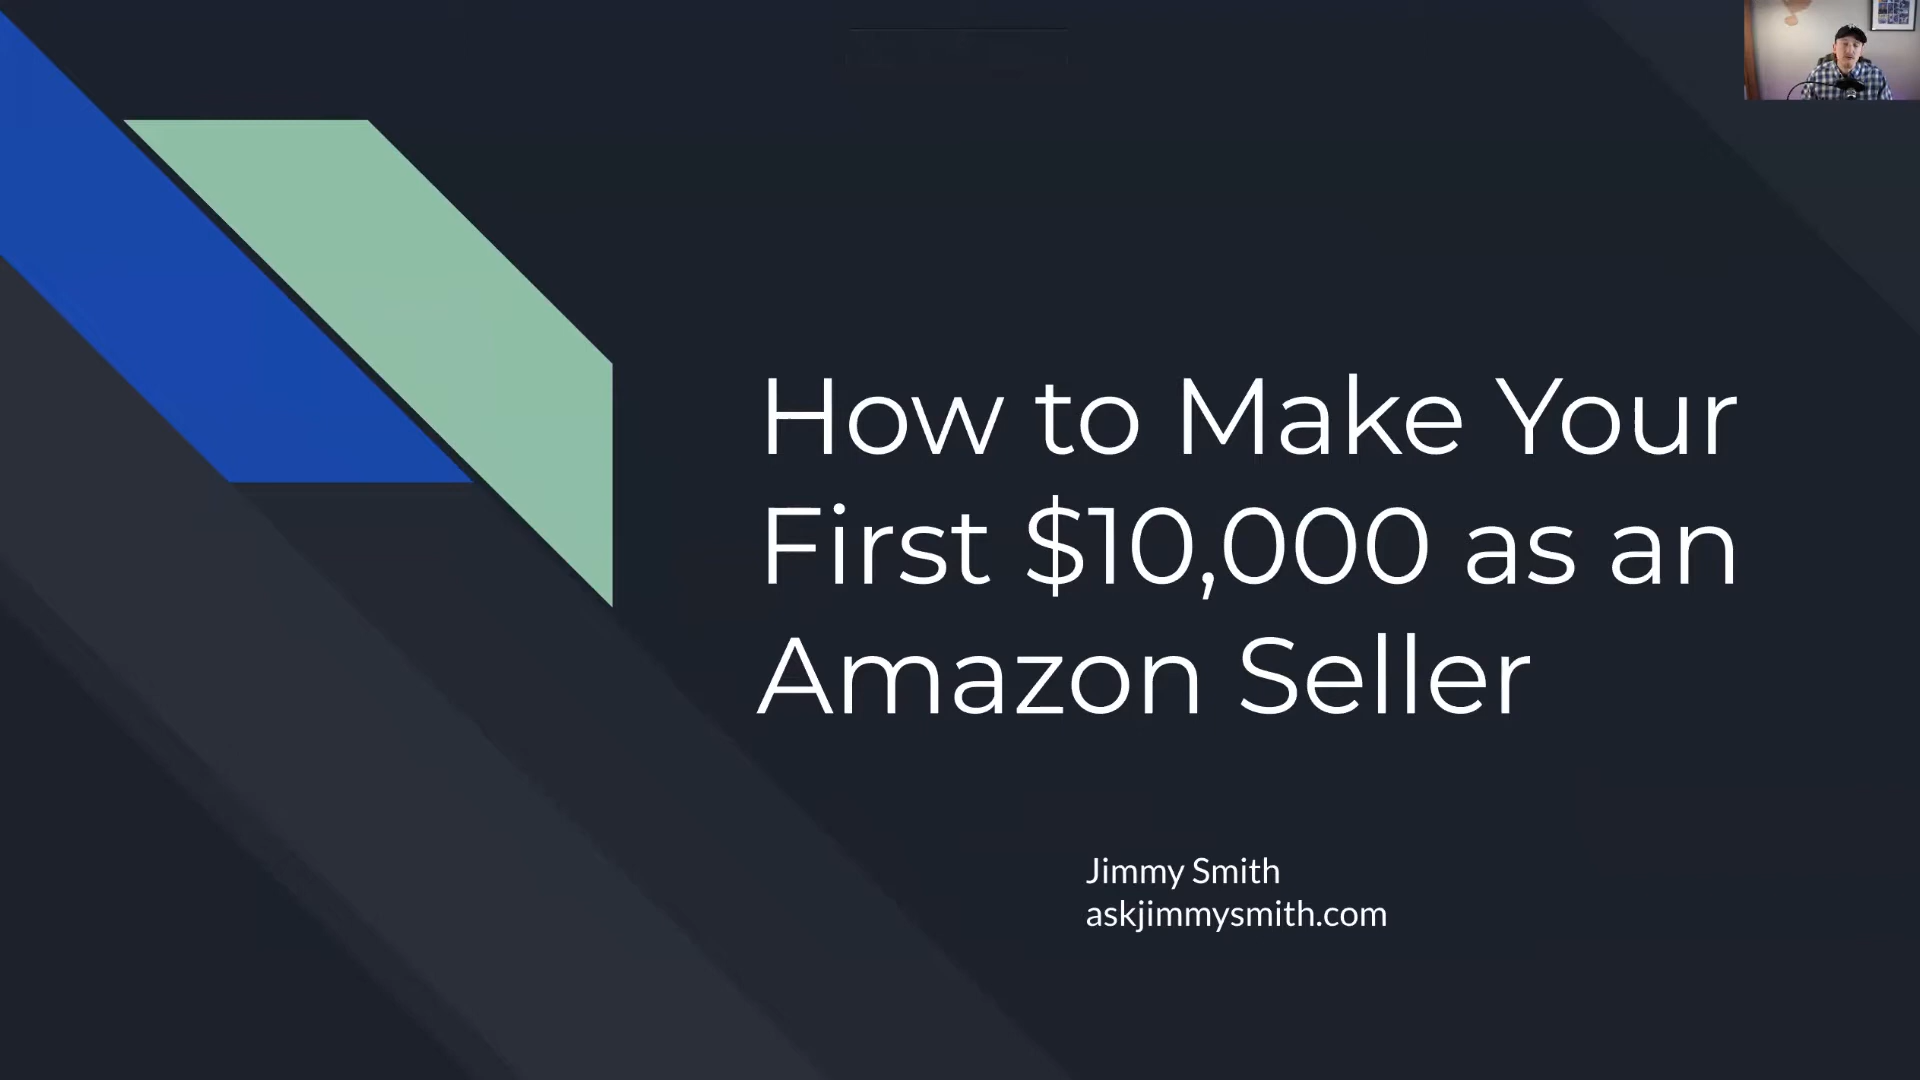 How to Make Your
First $10,000 as an
Amazon Seller
Jimmy Smith
askjimmysmith.com